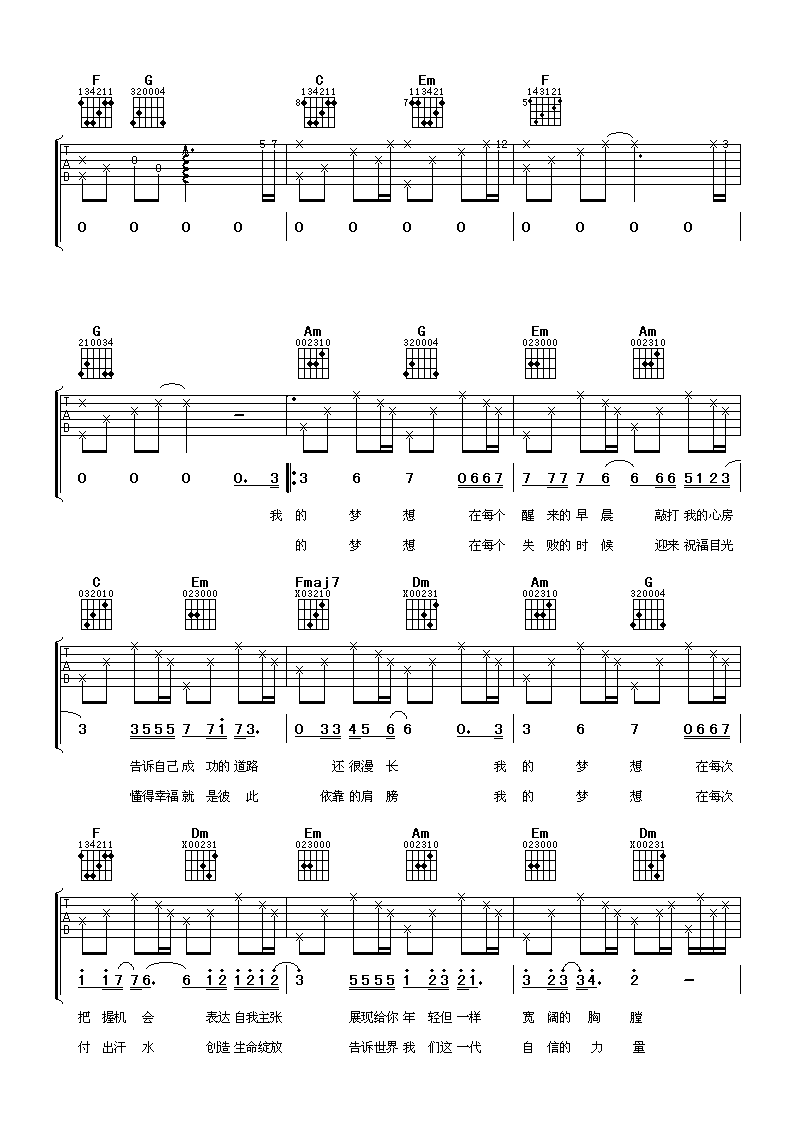 F G C Em F
134211 320004 134211 113421 143121
8 7 5
T A B 0 0 5 7 12 3
0 0 0 0 0 0 0 0 0 0 0 0
G Am G Em Am
210034 002310 320004 023000 002310
T A B
0 0 0 0. 3 3 6 7 0667 7 77 7 6 6 66 5123
我 的 梦 想 在每个 醒 来的 早 晨 敲打 我的心房
的 梦 想 在每个 失 败的 时 候 迎来 祝福目光
C Em Fmaj7 Dm Am G
032010 023000 X03210 X00231 002310 320004
T A B
3 3555 7 71 73. 0 33 45 6 6 0. 3 3 6 7 0667
告诉自己 成 功的 道路 还 很漫 长 我 的 梦 想 在每次
懂得幸福 就 是彼 此 依靠 的肩 膀 我 的 梦 想 在每次
F Dm Em Am Em Dm
134211 X00231 023000 002310 023000 X00231
T A B
1 17 76. 6 12 1212 3 5555 1 23 21. 3 23 34. 2 —
把 握机 会 表达 自我主张 展现给你 年 轻但 一样 宽 阔的 胸 膛
付 出汗 水 创造 生命绽放 告诉世界 我 们这 一代 自 信的 力 量